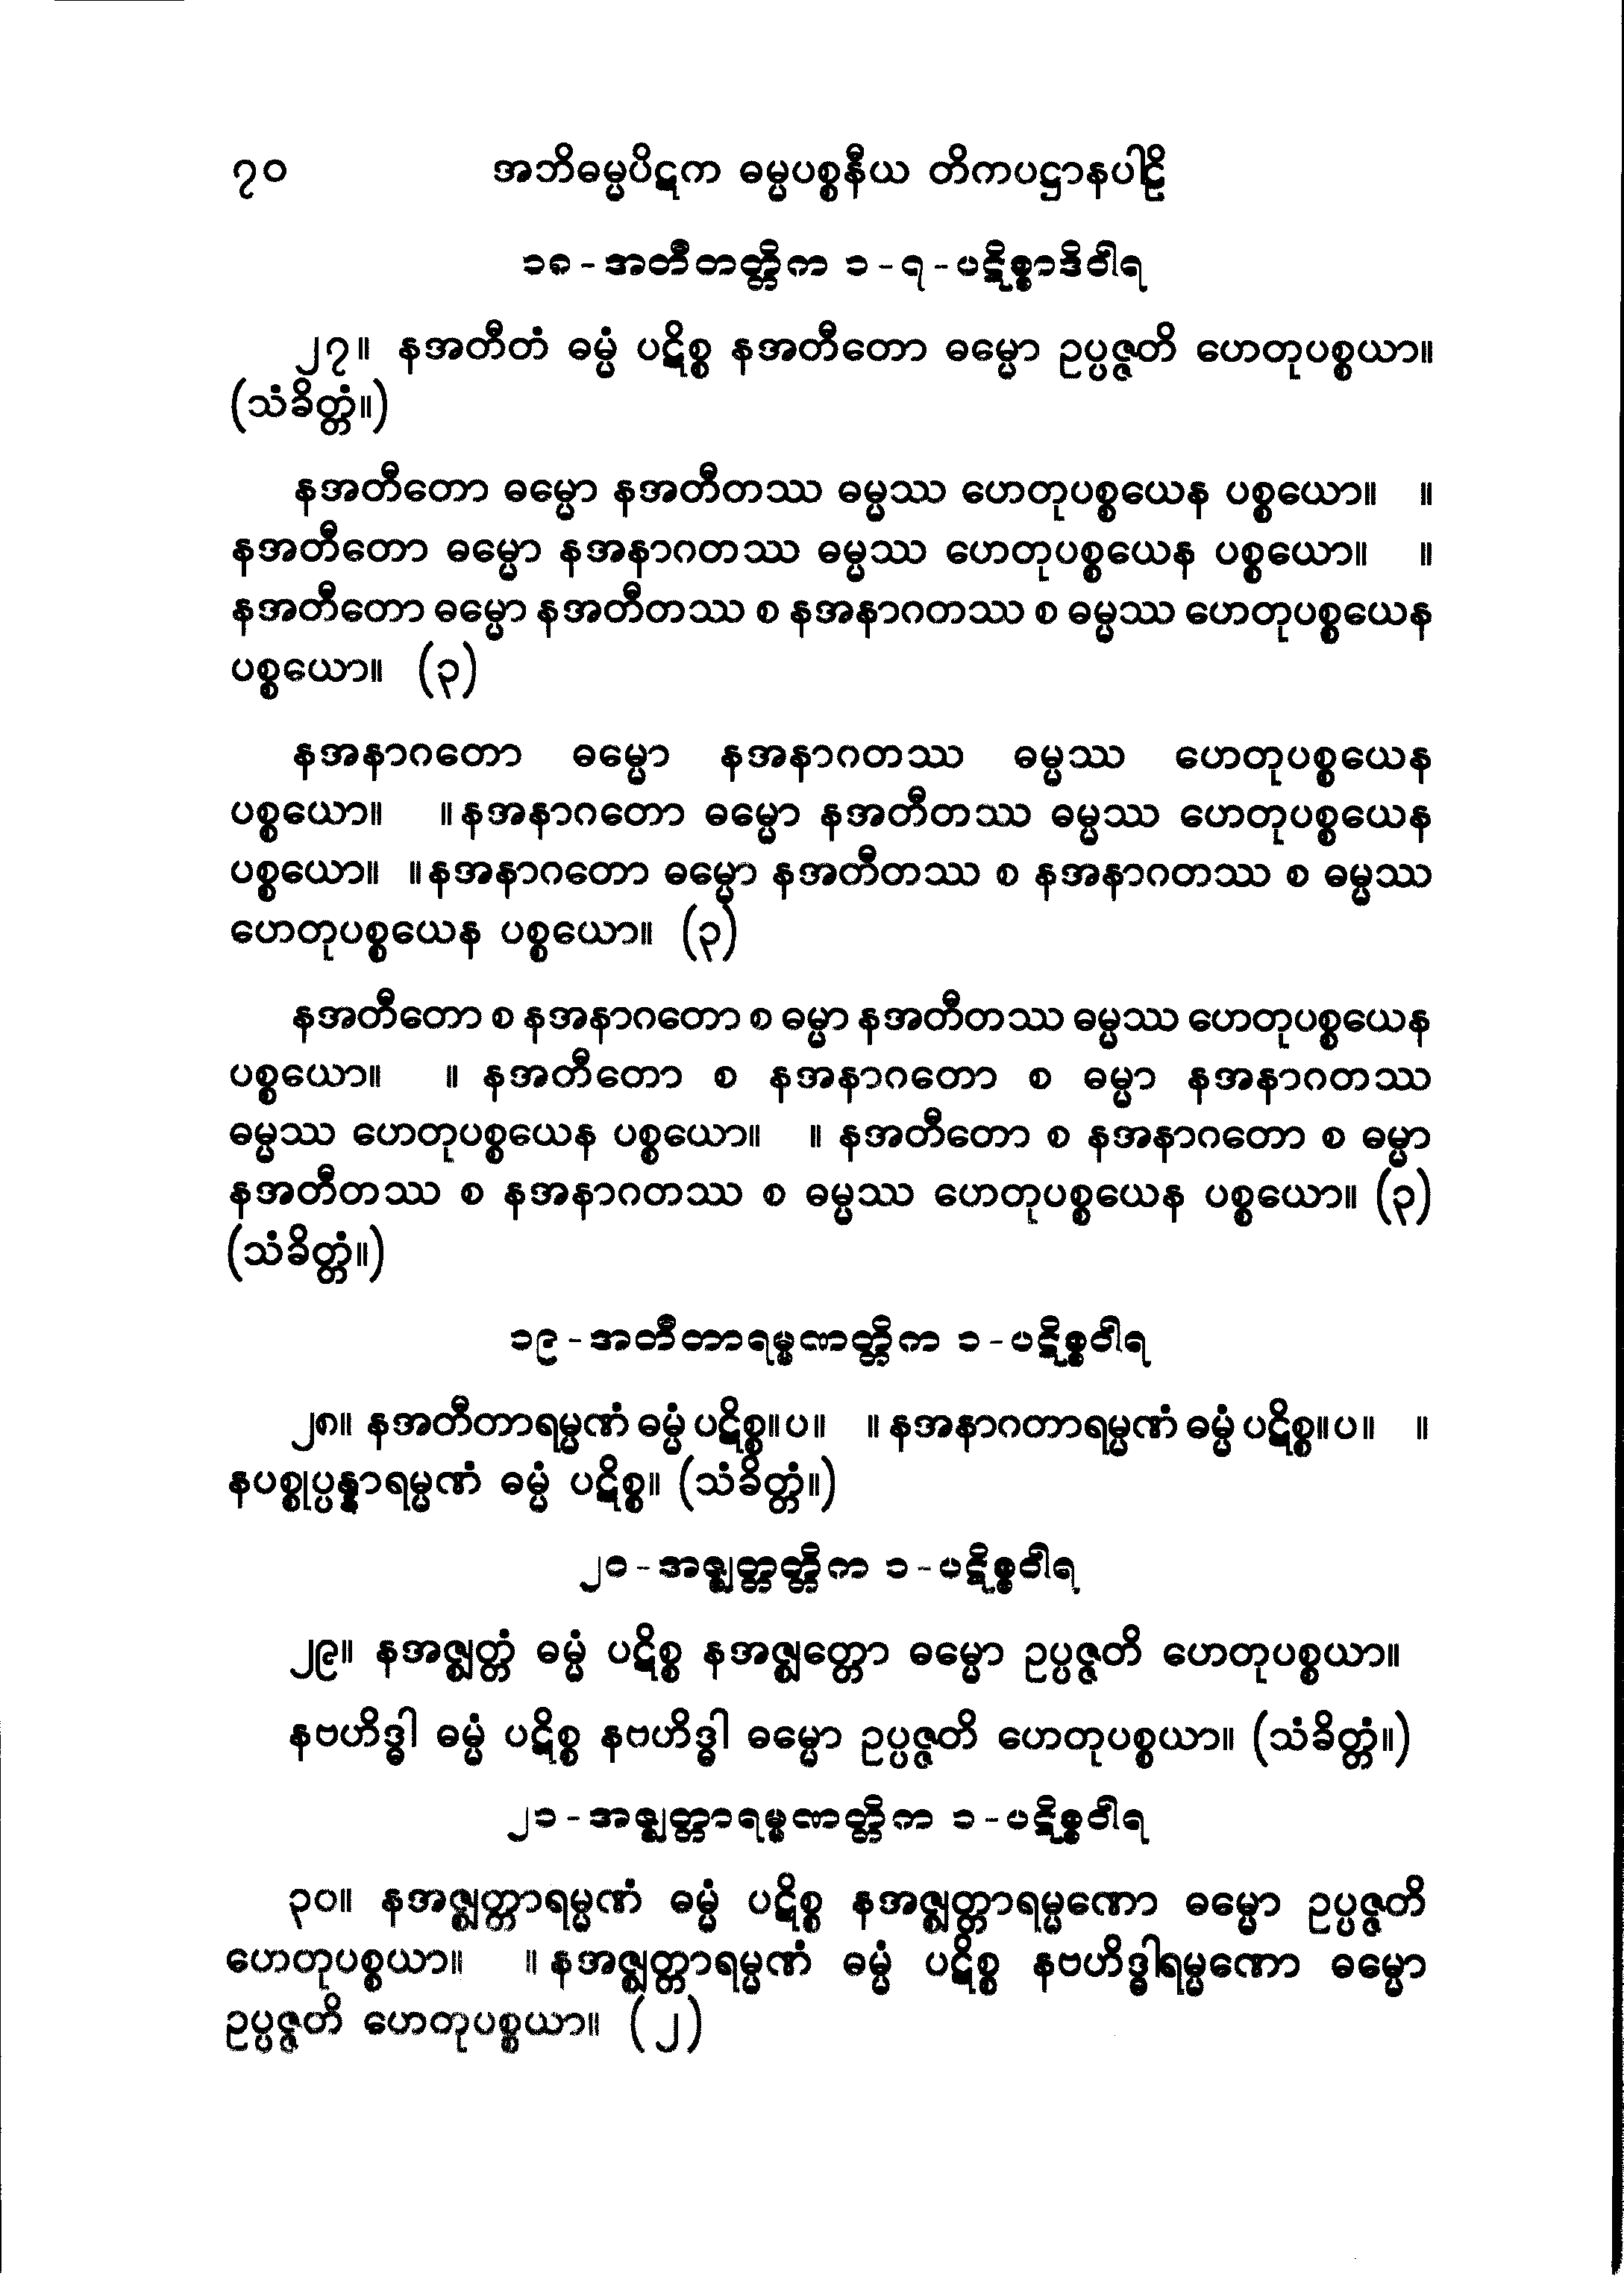 ၇၀ အဘိဓမ္မပိဋက ဓမ္မပစ္စနီယ တိကပဋ္ဌာနပါဠိ
၁၈-အတီတတ္တိက ၁-၇-ပဋိစ္စာဒိဝါရ
၂၇။ နအတီတံ ဓမ္မံ ပဋိစ္စ နအတီတော ဓမ္မော ဥပ္ပဇ္ဇတိ ဟေတုပစ္စယာ။
(သံခိတ္တံ။)
နအတီတော ဓမ္မော နအတီတဿ ဓမ္မဿ ဟေတုပစ္စယေန ပစ္စယော။ ။
နအတီတော ဓမ္မော နအနာဂတဿ ဓမ္မဿ ဟေတုပစ္စယေန ပစ္စယော။ ။
နအတီတော ဓမ္မော နအတီတဿ စ နအနာဂတဿ စ ဓမ္မဿ ဟေတုပစ္စယေန
ပစ္စယော။ (၃)
နအနာဂတော ဓမ္မော နအနာဂတဿ ဓမ္မဿ ဟေတုပစ္စယေန
ပစ္စယော။ ။ နအနာဂတော ဓမ္မော နအတီတဿ ဓမ္မဿ ဟေတုပစ္စယေန
ပစ္စယော။ ။ နအနာဂတော ဓမ္မော နအတီတဿ စ နအနာဂတဿ စ ဓမ္မဿ
ဟေတုပစ္စယေန ပစ္စယော။ (၃)
နအတီတော စ နအနာဂတော စ ဓမ္မာ နအတီတဿ ဓမ္မဿ ဟေတုပစ္စယေန
ပစ္စယော။ ။ နအတီတော စ နအနာဂတော စ ဓမ္မာ နအနာဂတဿ
ဓမ္မဿ ဟေတုပစ္စယေန ပစ္စယော။ ။ နအတီတော စ နအနာဂတော စ ဓမ္မာ
နအတီတဿ စ နအနာဂတဿ စ ဓမ္မဿ ဟေတုပစ္စယေန ပစ္စယော။ (၃)
(သံခိတ္တံ။)
၁၉-အတီတာရမ္မဏတ္တိက ၁-ပဋိစ္စဝါရ
၂၈။ နအတီတာရမ္မဏံ ဓမ္မံ ပဋိစ္စ။ပ။ ။ နအနာဂတာရမ္မဏံ ဓမ္မံ ပဋိစ္စ။ပ။ ။
နပစ္စုပ္ပန္နာရမ္မဏံ ဓမ္မံ ပဋိစ္စ။ (သံခိတ္တံ။)
၂၀-အဇ္ဈတ္တတ္တိက ၁-ပဋိစ္စဝါရ
၂၉။ နအဇ္ဈတ္တံ ဓမ္မံ ပဋိစ္စ နအဇ္ဈတ္တော ဓမ္မော ဥပ္ပဇ္ဇတိ ဟေတုပစ္စယာ။
နဗဟိဒ္ဓါ ဓမ္မံ ပဋိစ္စ နဗဟိဒ္ဓါ ဓမ္မော ဥပ္ပဇ္ဇတိ ဟေတုပစ္စယာ။ (သံခိတ္တံ။)
၂၁-အဇ္ဈတ္တာရမ္မဏတ္တိက ၁-ပဋိစ္စဝါရ
၃၀။ နအဇ္ဈတ္တာရမ္မဏံ ဓမ္မံ ပဋိစ္စ နအဇ္ဈတ္တာရမ္မဏော ဓမ္မော ဥပ္ပဇ္ဇတိ
ဟေတုပစ္စယာ။ ။ နအဇ္ဈတ္တာရမ္မဏံ ဓမ္မံ ပဋိစ္စ နဗဟိဒ္ဓါရမ္မဏော ဓမ္မော
ဥပ္ပဇ္ဇတိ ဟေတုပစ္စယာ။ (၂)